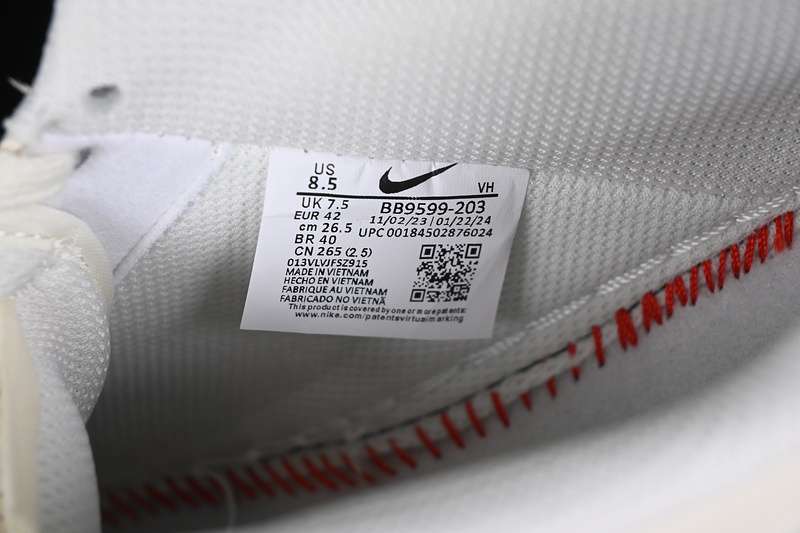 US
8.5
VH
UK 7.5
BB9599-203
EUR 42
11/02/23 | 01/22/24
cm 26.5
UPC 00184502876024
BR 40
CN 265 (2.5)
013VLVJFSZ915
MADE IN VIETNAM
HECHO EN VIETNAM
FABRIQUE AU VIETNAM
FABRICADO NO VIETNÃ
This product is covered by one or more patents:
www.nike.com/patentsvirtualmarking